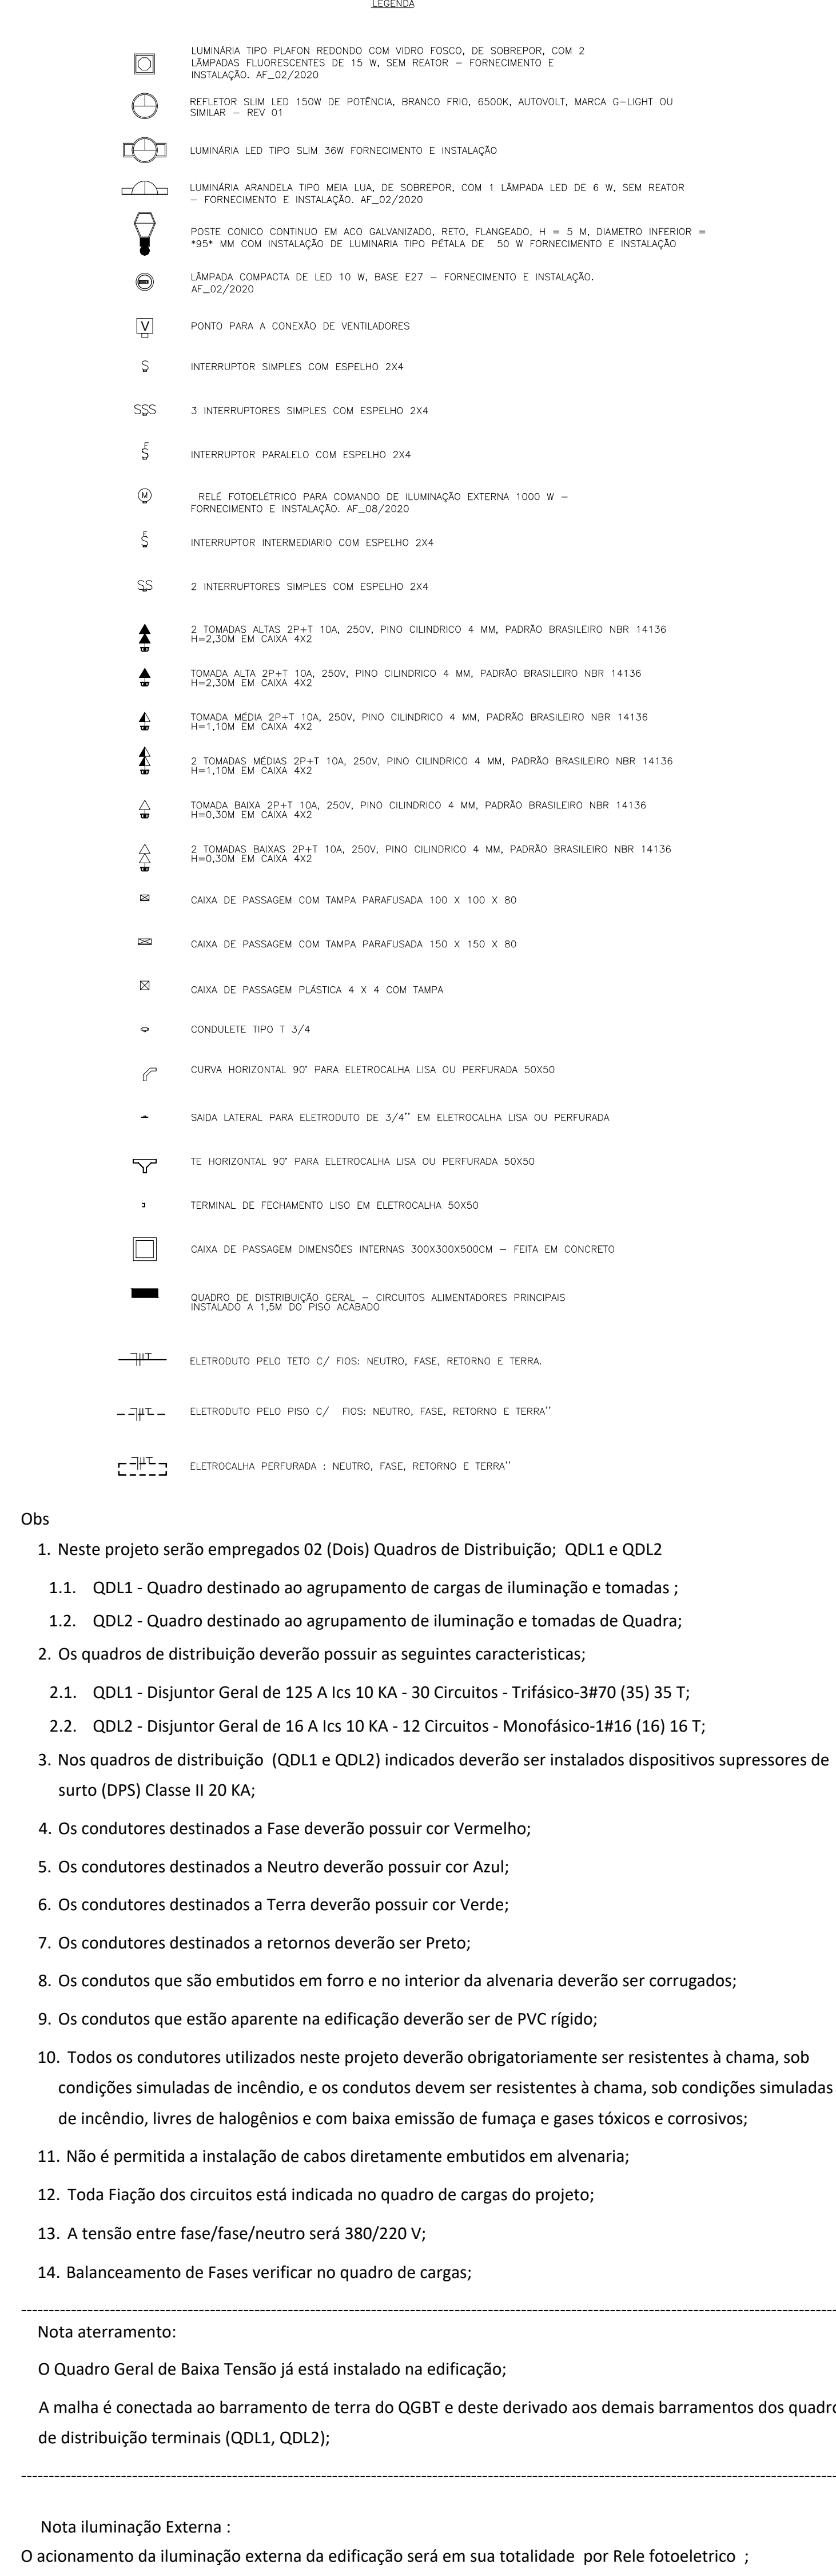 LEGENDA
LUMINÁRIA TIPO PLAFON REDONDO COM VIDRO FOSCO, DE SOBREPOR, COM 2
LÂMPADAS FLUORESCENTES DE 15 W, SEM REATOR – FORNECIMENTO E
INSTALAÇÃO. AF_02/2020
REFLETOR SLIM LED 150W DE POTÊNCIA, BRANCO FRIO, 6500K, AUTOVOLT, MARCA G–LIGHT OU
SIMILAR – REV 01
LUMINÁRIA LED TIPO SLIM 36W FORNECIMENTO E INSTALAÇÃO
LUMINÁRIA ARANDELA TIPO MEIA LUA, DE SOBREPOR, COM 1 LÂMPADA LED DE 6 W, SEM REATOR
– FORNECIMENTO E INSTALAÇÃO. AF_02/2020
POSTE CONICO CONTINUO EM ACO GALVANIZADO, RETO, FLANGEADO, H = 5 M, DIAMETRO INFERIOR =
*95* MM COM INSTALAÇÃO DE LUMINARIA TIPO PÉTALA DE 50 W FORNECIMENTO E INSTALAÇÃO
LÂMPADA COMPACTA DE LED 10 W, BASE E27 – FORNECIMENTO E INSTALAÇÃO.
AF_02/2020
V PONTO PARA A CONEXÃO DE VENTILADORES
S INTERRUPTOR SIMPLES COM ESPELHO 2X4
SSS 3 INTERRUPTORES SIMPLES COM ESPELHO 2X4
F
S INTERRUPTOR PARALELO COM ESPELHO 2X4
M RELÉ FOTOELÉTRICO PARA COMANDO DE ILUMINAÇÃO EXTERNA 1000 W –
FORNECIMENTO E INSTALAÇÃO. AF_08/2020
F
S INTERRUPTOR INTERMEDIARIO COM ESPELHO 2X4
SS 2 INTERRUPTORES SIMPLES COM ESPELHO 2X4
2 TOMADAS ALTAS 2P+T 10A, 250V, PINO CILINDRICO 4 MM, PADRÃO BRASILEIRO NBR 14136
H=2,30M EM CAIXA 4X2
TOMADA ALTA 2P+T 10A, 250V, PINO CILINDRICO 4 MM, PADRÃO BRASILEIRO NBR 14136
H=2,30M EM CAIXA 4X2
TOMADA MÉDIA 2P+T 10A, 250V, PINO CILINDRICO 4 MM, PADRÃO BRASILEIRO NBR 14136
H=1,10M EM CAIXA 4X2
2 TOMADAS MÉDIAS 2P+T 10A, 250V, PINO CILINDRICO 4 MM, PADRÃO BRASILEIRO NBR 14136
H=1,10M EM CAIXA 4X2
TOMADA BAIXA 2P+T 10A, 250V, PINO CILINDRICO 4 MM, PADRÃO BRASILEIRO NBR 14136
H=0,30M EM CAIXA 4X2
2 TOMADAS BAIXAS 2P+T 10A, 250V, PINO CILINDRICO 4 MM, PADRÃO BRASILEIRO NBR 14136
H=0,30M EM CAIXA 4X2
CAIXA DE PASSAGEM COM TAMPA PARAFUSADA 100 X 100 X 80
CAIXA DE PASSAGEM COM TAMPA PARAFUSADA 150 X 150 X 80
CAIXA DE PASSAGEM PLÁSTICA 4 X 4 COM TAMPA
CONDULETE TIPO T 3/4
CURVA HORIZONTAL 90° PARA ELETROCALHA LISA OU PERFURADA 50X50
SAIDA LATERAL PARA ELETRODUTO DE 3/4'' EM ELETROCALHA LISA OU PERFURADA
TE HORIZONTAL 90° PARA ELETROCALHA LISA OU PERFURADA 50X50
TERMINAL DE FECHAMENTO LISO EM ELETROCALHA 50X50
CAIXA DE PASSAGEM DIMENSÕES INTERNAS 300X300X500CM – FEITA EM CONCRETO
QUADRO DE DISTRIBUIÇÃO GERAL – CIRCUITOS ALIMENTADORES PRINCIPAIS
INSTALADO A 1,5M DO PISO ACABADO
ELETRODUTO PELO TETO C/ FIOS: NEUTRO, FASE, RETORNO E TERRA.
ELETRODUTO PELO PISO C/ FIOS: NEUTRO, FASE, RETORNO E TERRA''
ELETROCALHA PERFURADA : NEUTRO, FASE, RETORNO E TERRA''
Obs
1. Neste projeto serão empregados 02 (Dois) Quadros de Distribuição; QDL1 e QDL2
1.1. QDL1 - Quadro destinado ao agrupamento de cargas de iluminação e tomadas ;
1.2. QDL2 - Quadro destinado ao agrupamento de iluminação e tomadas de Quadra;
2. Os quadros de distribuição deverão possuir as seguintes caracteristicas;
2.1. QDL1 - Disjuntor Geral de 125 A Ics 10 KA - 30 Circuitos - Trifásico-3#70 (35) 35 T;
2.2. QDL2 - Disjuntor Geral de 16 A Ics 10 KA - 12 Circuitos - Monofásico-1#16 (16) 16 T;
3. Nos quadros de distribuição (QDL1 e QDL2) indicados deverão ser instalados dispositivos supressores de
surto (DPS) Classe II 20 KA;
4. Os condutores destinados a Fase deverão possuir cor Vermelho;
5. Os condutores destinados a Neutro deverão possuir cor Azul;
6. Os condutores destinados a Terra deverão possuir cor Verde;
7. Os condutores destinados a retornos deverão ser Preto;
8. Os condutos que são embutidos em forro e no interior da alvenaria deverão ser corrugados;
9. Os condutos que estão aparente na edificação deverão ser de PVC rígido;
10. Todos os condutores utilizados neste projeto deverão obrigatoriamente ser resistentes à chama, sob
condições simuladas de incêndio, e os condutos devem ser resistentes à chama, sob condições simuladas
de incêndio, livres de halogênios e com baixa emissão de fumaça e gases tóxicos e corrosivos;
11. Não é permitida a instalação de cabos diretamente embutidos em alvenaria;
12. Toda Fiação dos circuitos está indicada no quadro de cargas do projeto;
13. A tensão entre fase/fase/neutro será 380/220 V;
14. Balanceamento de Fases verificar no quadro de cargas;
Nota aterramento:
O Quadro Geral de Baixa Tensão já está instalado na edificação;
A malha é conectada ao barramento de terra do QGBT e deste derivado aos demais barramentos dos quadro
de distribuição terminais (QDL1, QDL2);
Nota iluminação Externa :
O acionamento da iluminação externa da edificação será em sua totalidade por Rele fotoeletrico ;